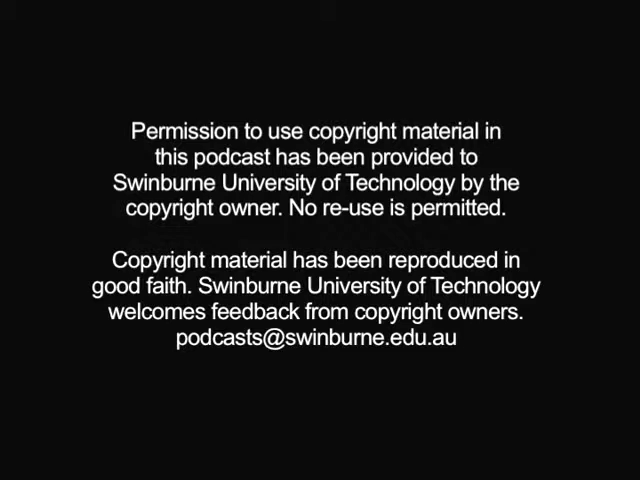 Permission to use copyright material in
this podcast has been provided to
Swinburne University of Technology by the
copyright owner. No re-use is permitted.
Copyright material has been reproduced in
good faith. Swinburne University of Technology
welcomes feedback from copyright owners.
podcasts@swinburne.edu.au